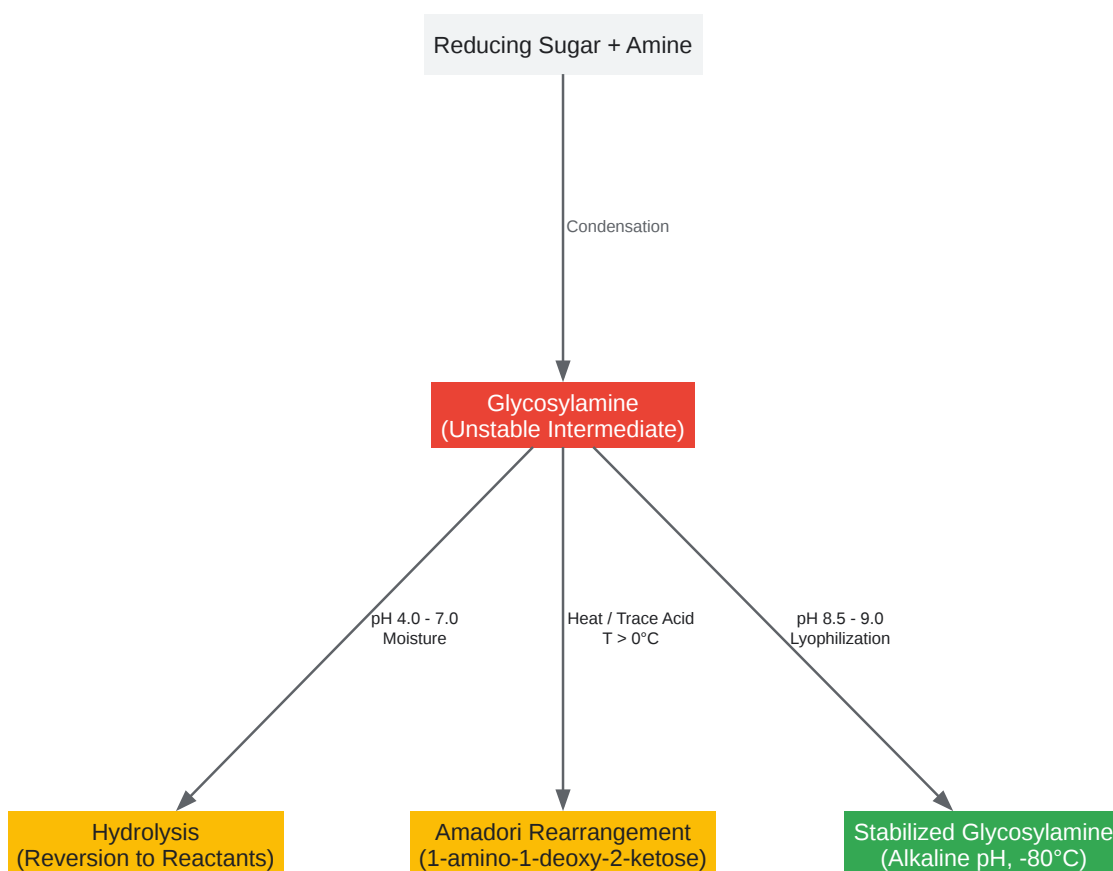 Reducing Sugar + Amine
Condensation
Glycosylamine
(Unstable Intermediate)
pH 4.0 - 7.0
Moisture
Heat / Trace Acid
T > 0°C
pH 8.5 - 9.0
Lyophilization
Hydrolysis
(Reversion to Reactants)
Amadori Rearrangement
(1-amino-1-deoxy-2-ketose)
Stabilized Glycosylamine
(Alkaline pH, -80°C)